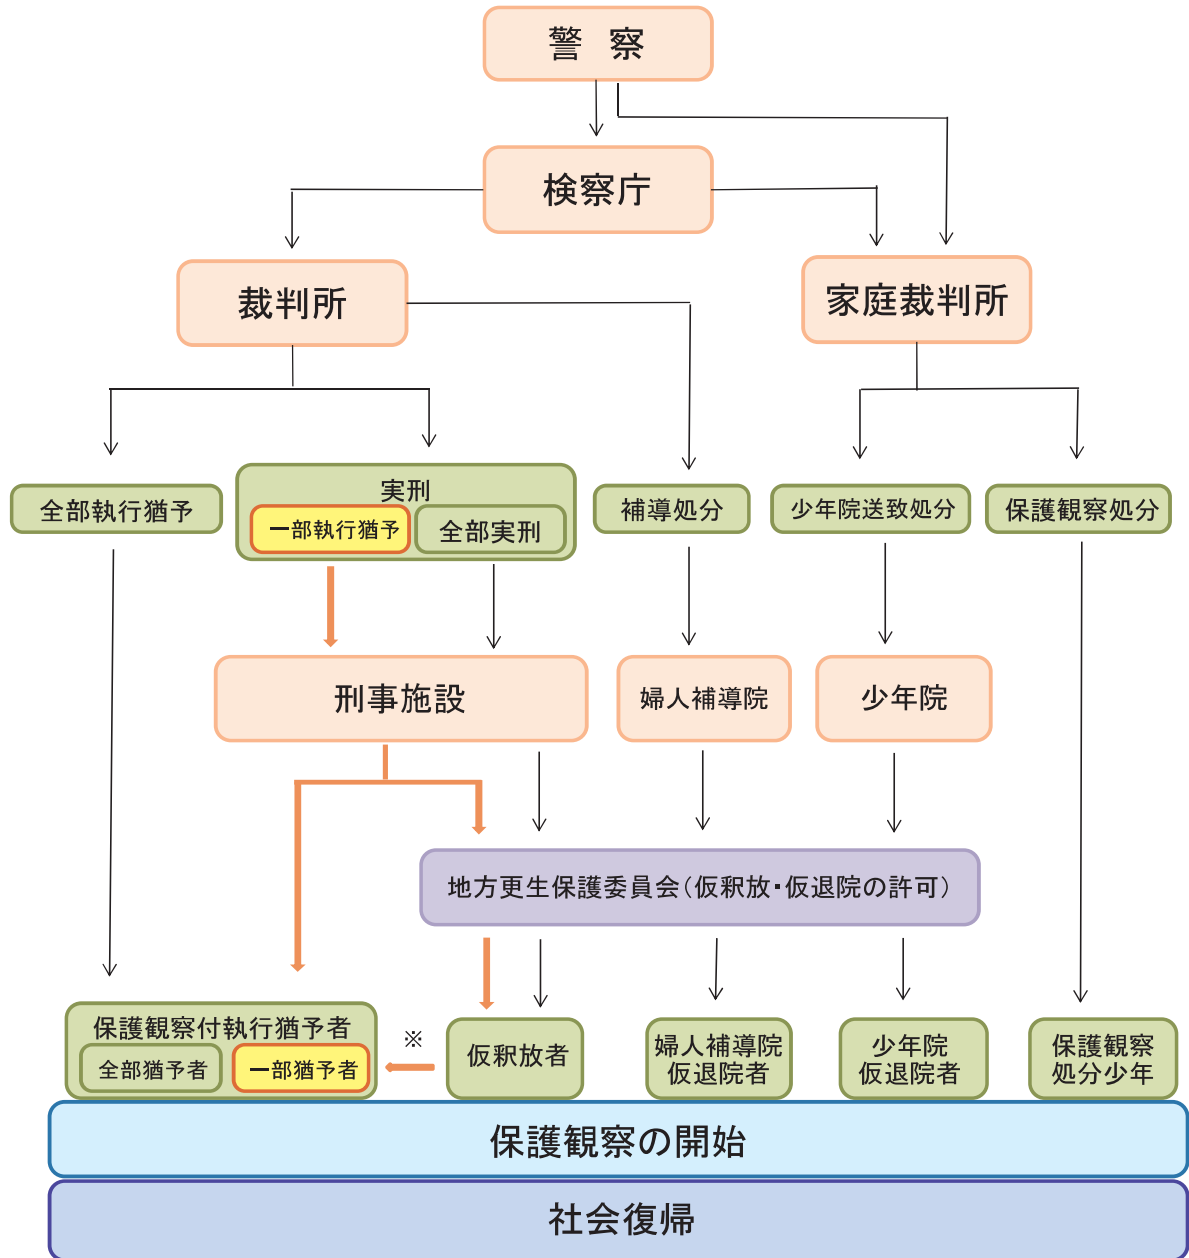 警察
検察庁
裁判所
家庭裁判所
全部執行猶予
実刑
一部執行猶予
全部実刑
補導処分
少年院送致処分
保護観察処分
刑事施設
婦人補導院
少年院
地方更生保護委員会(仮釈放・仮退院の許可)
保護観察付執行猶予者
全部猶予者
一部猶予者
※
仮釈放者
婦人補導院
仮退院者
少年院
仮退院者
保護観察
処分少年
保護観察の開始
社会復帰